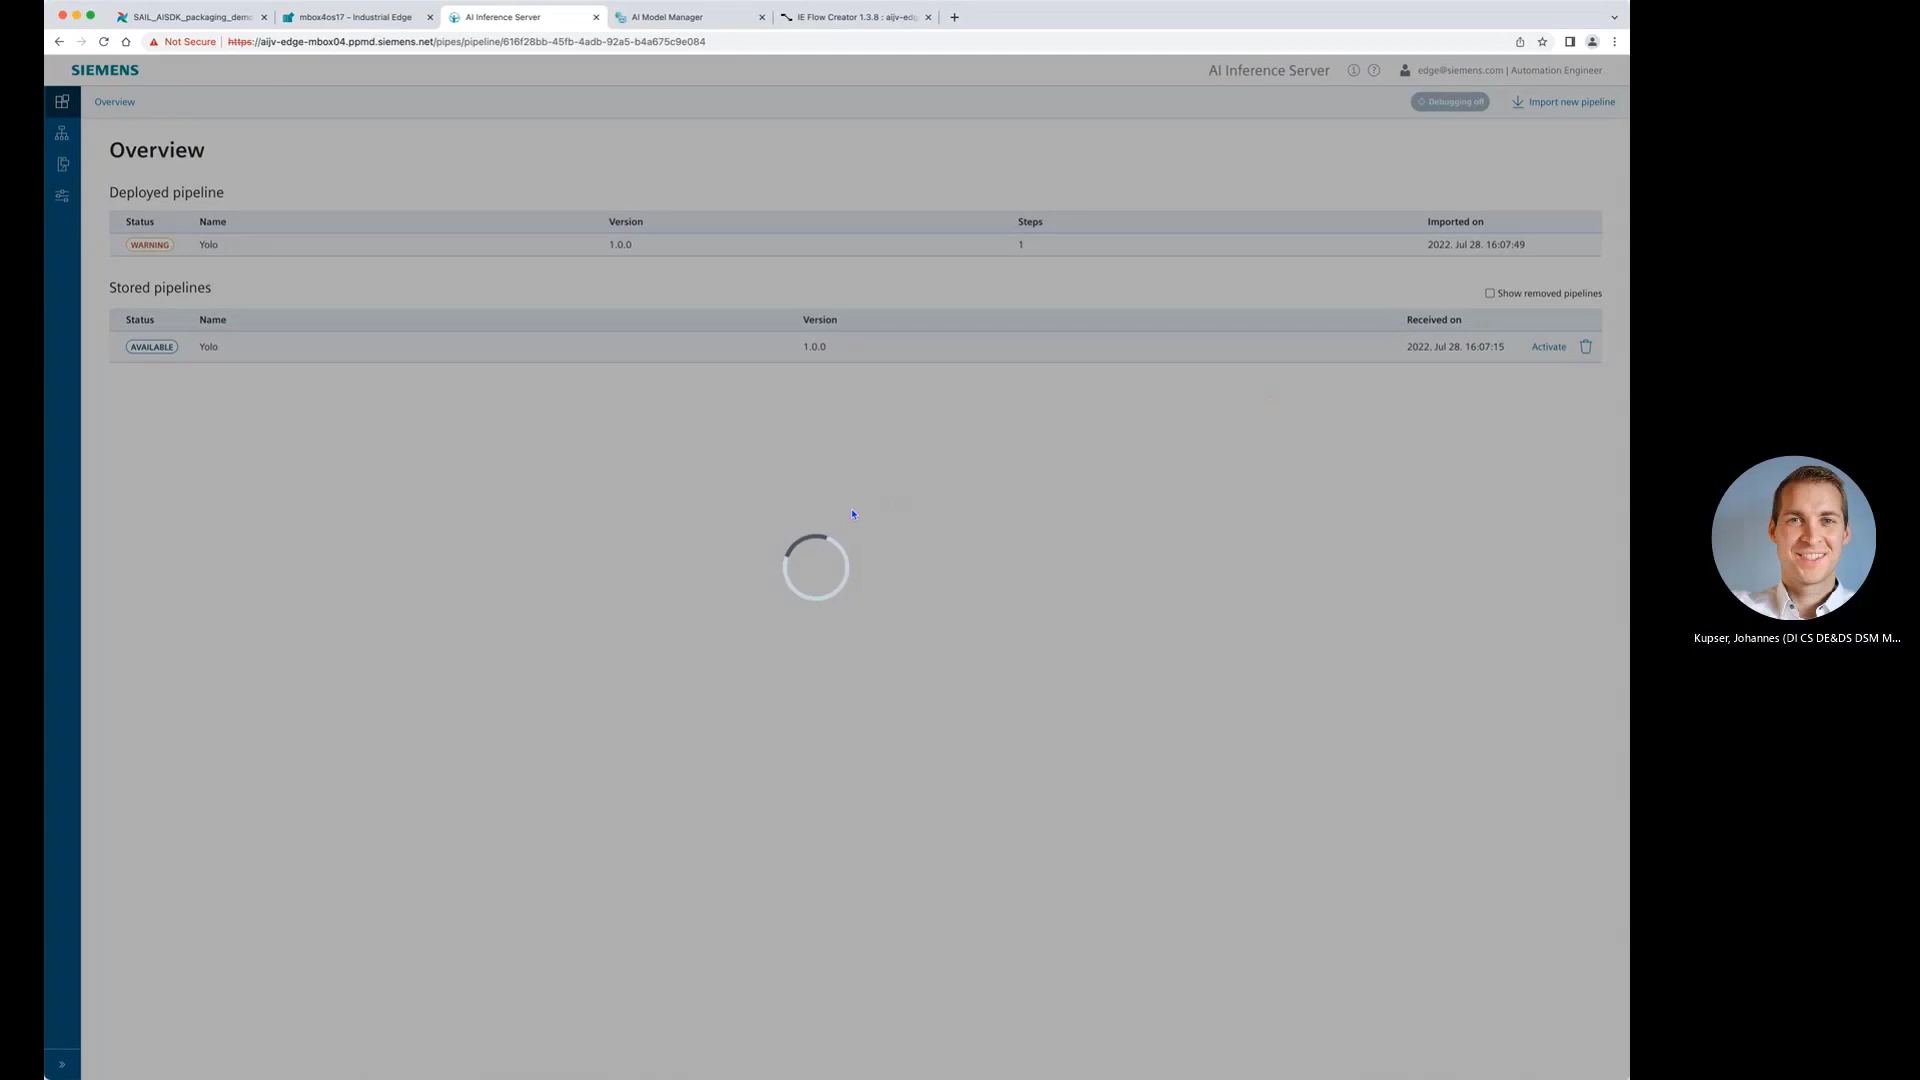 SAIL_AISDK_packaging_demo
mbox4os17 - Industrial Edge
AI Inference Server
AI Model Manager
IE Flow Creator 1.3.8 : aijv-edg
Not Secure
https://aijv-edge-mbox04.ppmd.siemens.net/pipes/pipeline/616f28bb-45fb-4adb-92a5-b4a675c9e084
SIEMENS
AI Inference Server
edge@siemens.com | Automation Engineer
Overview
Debugging off
Import new pipeline
Overview
Deployed pipeline
Status Name Version Steps Imported on
WARNING Yolo 1.0.0 1 2022. Jul 28. 16:07:49
Stored pipelines
Show removed pipelines
Status Name Version Received on
AVAILABLE Yolo 1.0.0 2022. Jul 28. 16:07:15 Activate
Kupser, Johannes (DI CS DE&DS DSM M...